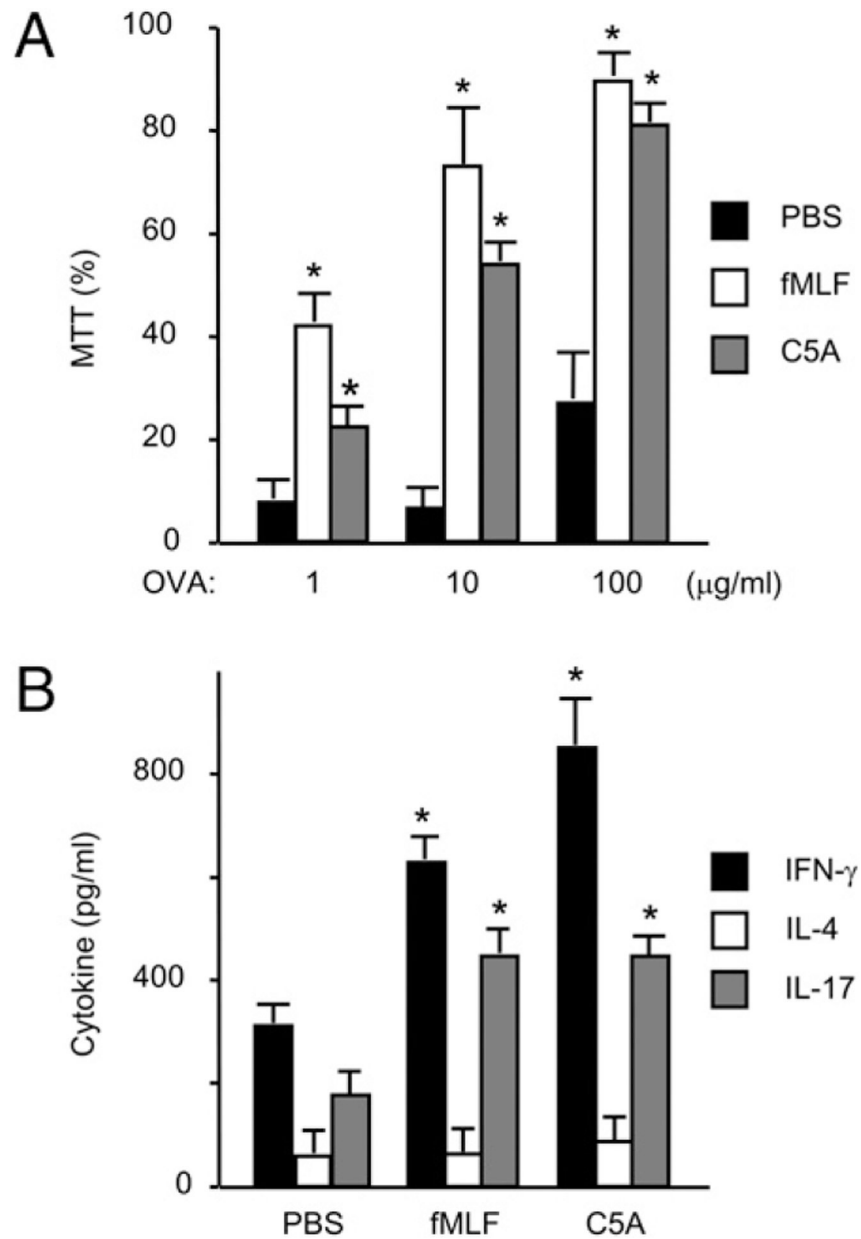 A
100
80
60
40
20
0
MTT (%)
*
*
*
*
*
*
PBS
fMLF
C5A
OVA: 1 10 100 (μg/ml)
B
800
400
0
Cytokine (pg/ml)
*
*
*
*
IFN-γ
IL-4
IL-17
PBS fMLF C5A